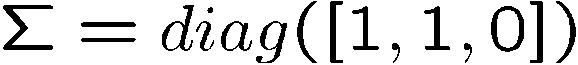 Σ = diag([1, 1, 0])